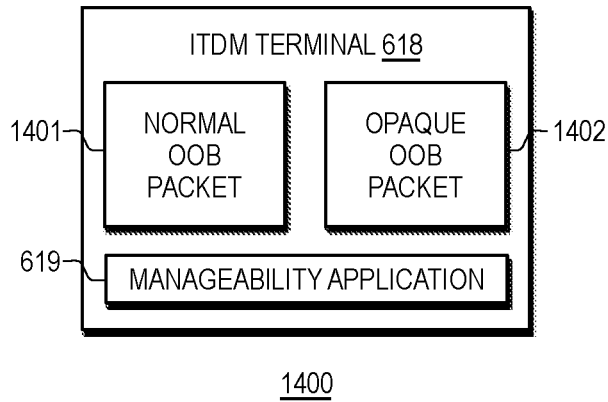 ITDM TERMINAL 618
1401
NORMAL
OOB
PACKET
OPAQUE
OOB
PACKET
1402
619
MANAGEABILITY APPLICATION
1400